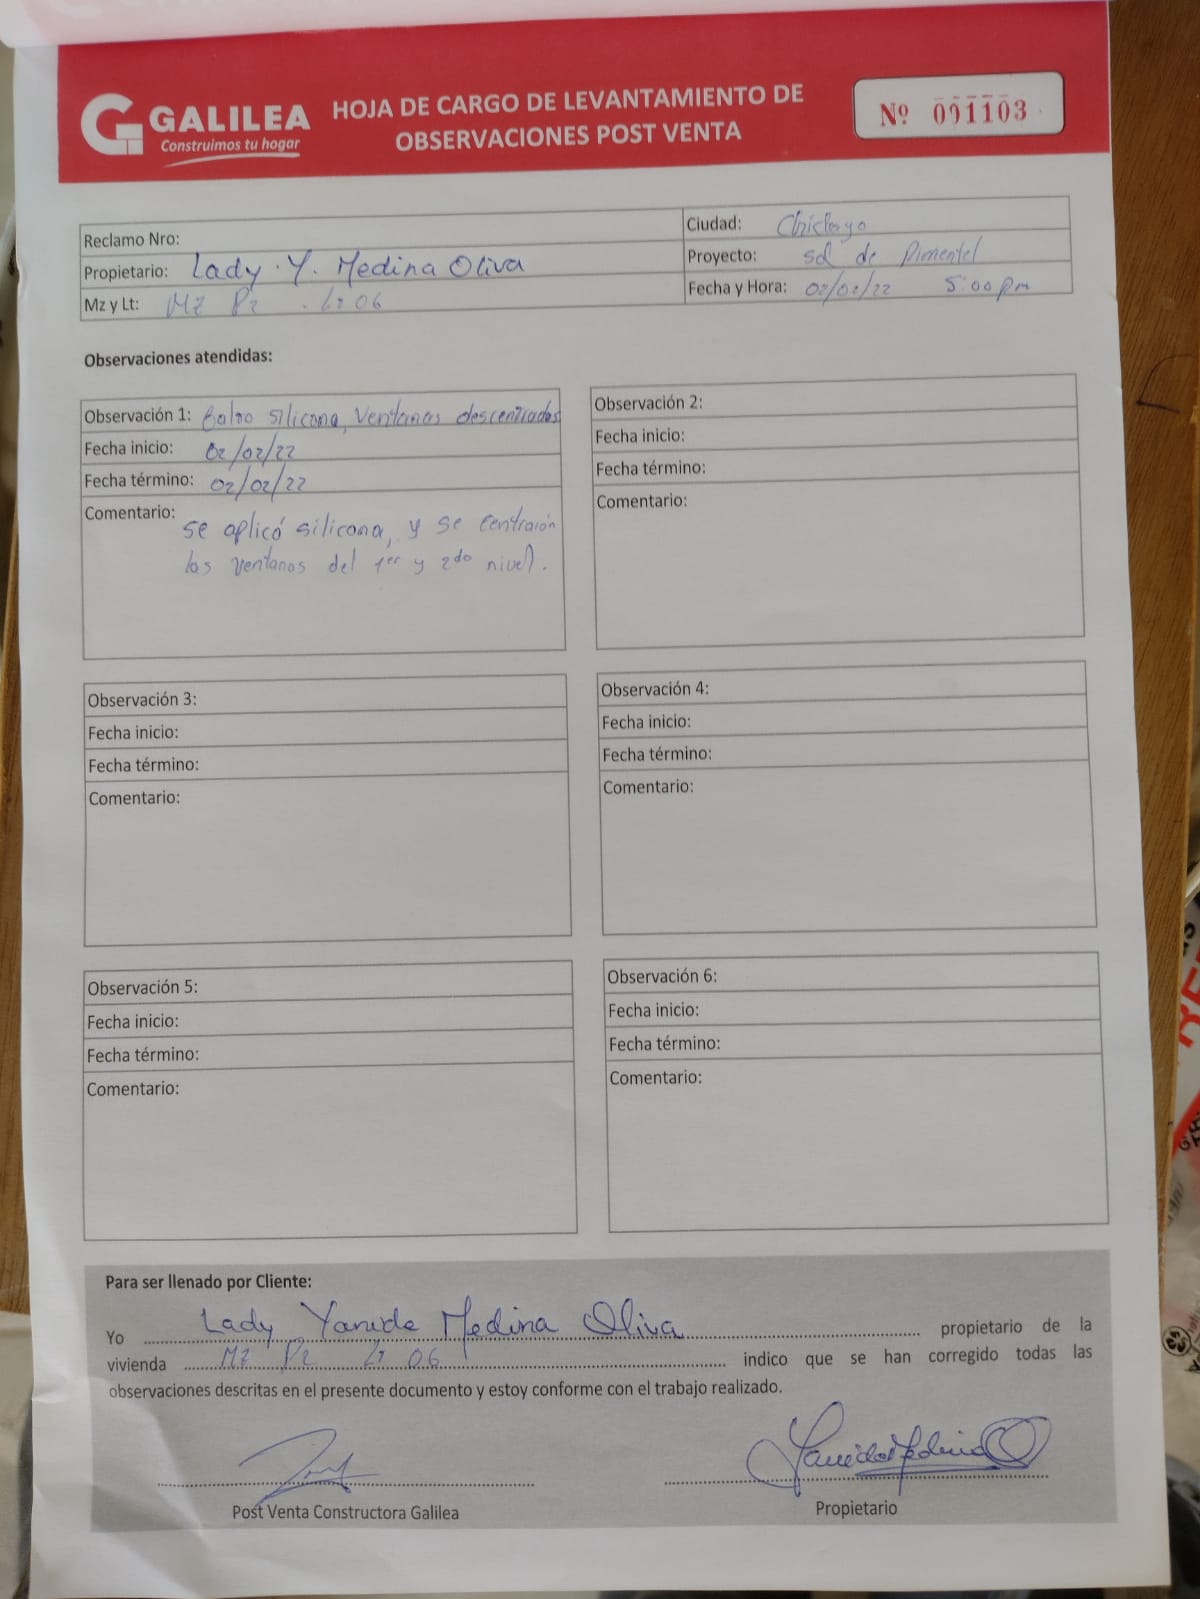 GALILEA
Construimos tu hogar
HOJA DE CARGO DE LEVANTAMIENTO DE
OBSERVACIONES POST VENTA
Nº 001103
Reclamo Nro:
Propietario: Lady Y. Medina Oliva
Mz y Lt: Mz P2 . Lt 06
Ciudad: Chiclayo
Proyecto: sol de Pimentel
Fecha y Hora: 02/02/22 5:00 pm
Observaciones atendidas:
Observación 1: silicona, Ventanas descentradas
Fecha inicio: 02/02/22
Fecha término: 02/02/22
Comentario: se aplicó silicona, y se centrarón
las ventanas del 1er y 2do nivel.
Observación 2:
Fecha inicio:
Fecha término:
Comentario:
Observación 3:
Fecha inicio:
Fecha término:
Comentario:
Observación 4:
Fecha inicio:
Fecha término:
Comentario:
Observación 5:
Fecha inicio:
Fecha término:
Comentario:
Observación 6:
Fecha inicio:
Fecha término:
Comentario:
Para ser llenado por Cliente:
Yo Lady Yanide Medina Oliva propietario de la
vivienda Mz P2 Lt 06 indico que se han corregido todas las
observaciones descritas en el presente documento y estoy conforme con el trabajo realizado.
Post Venta Constructora Galilea
Propietario